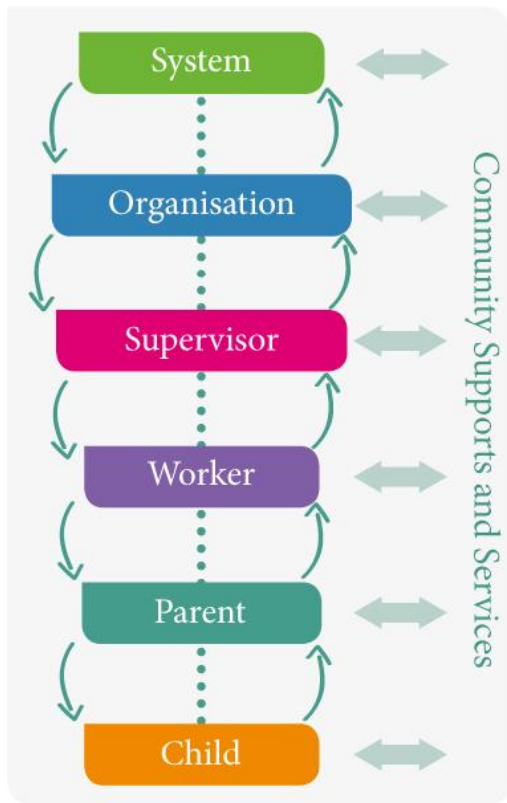 System
Organisation
Supervisor
Worker
Parent
Child
Community Supports and Services